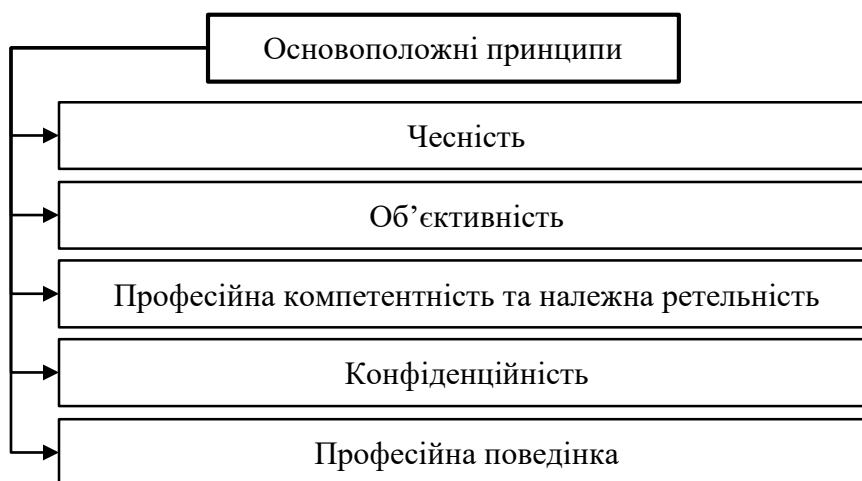 Основоположні принципи
Чесність
Об’єктивність
Професійна компетентність та належна ретельність
Конфіденційність
Професійна поведінка